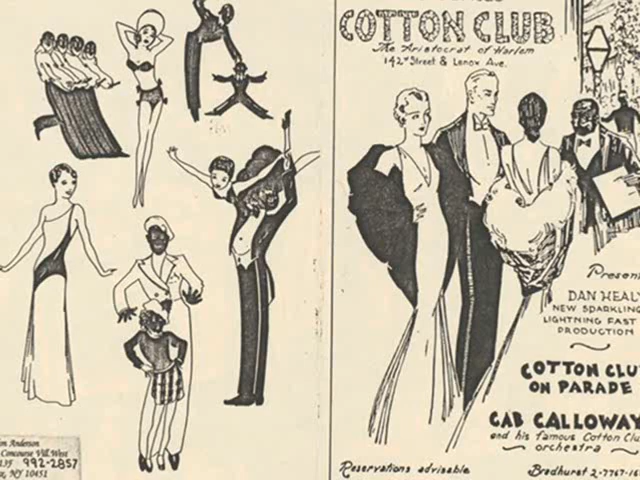 COTTON CLUB
The Aristocrat of Harlem
142nd Street & Lenox Ave.
DAN HEAL
NEW SPARKLING
LIGHTNING FAST
PRODUCTION
COTTON CLU
ON PARADE
CAB CALLOWAY
and his famous Cotton Clu
orchestra
Reservations advisable
Bradhurst 2-7767-16
Anderson
Concourse Vill. West
992-2857
NY 10451
Presen